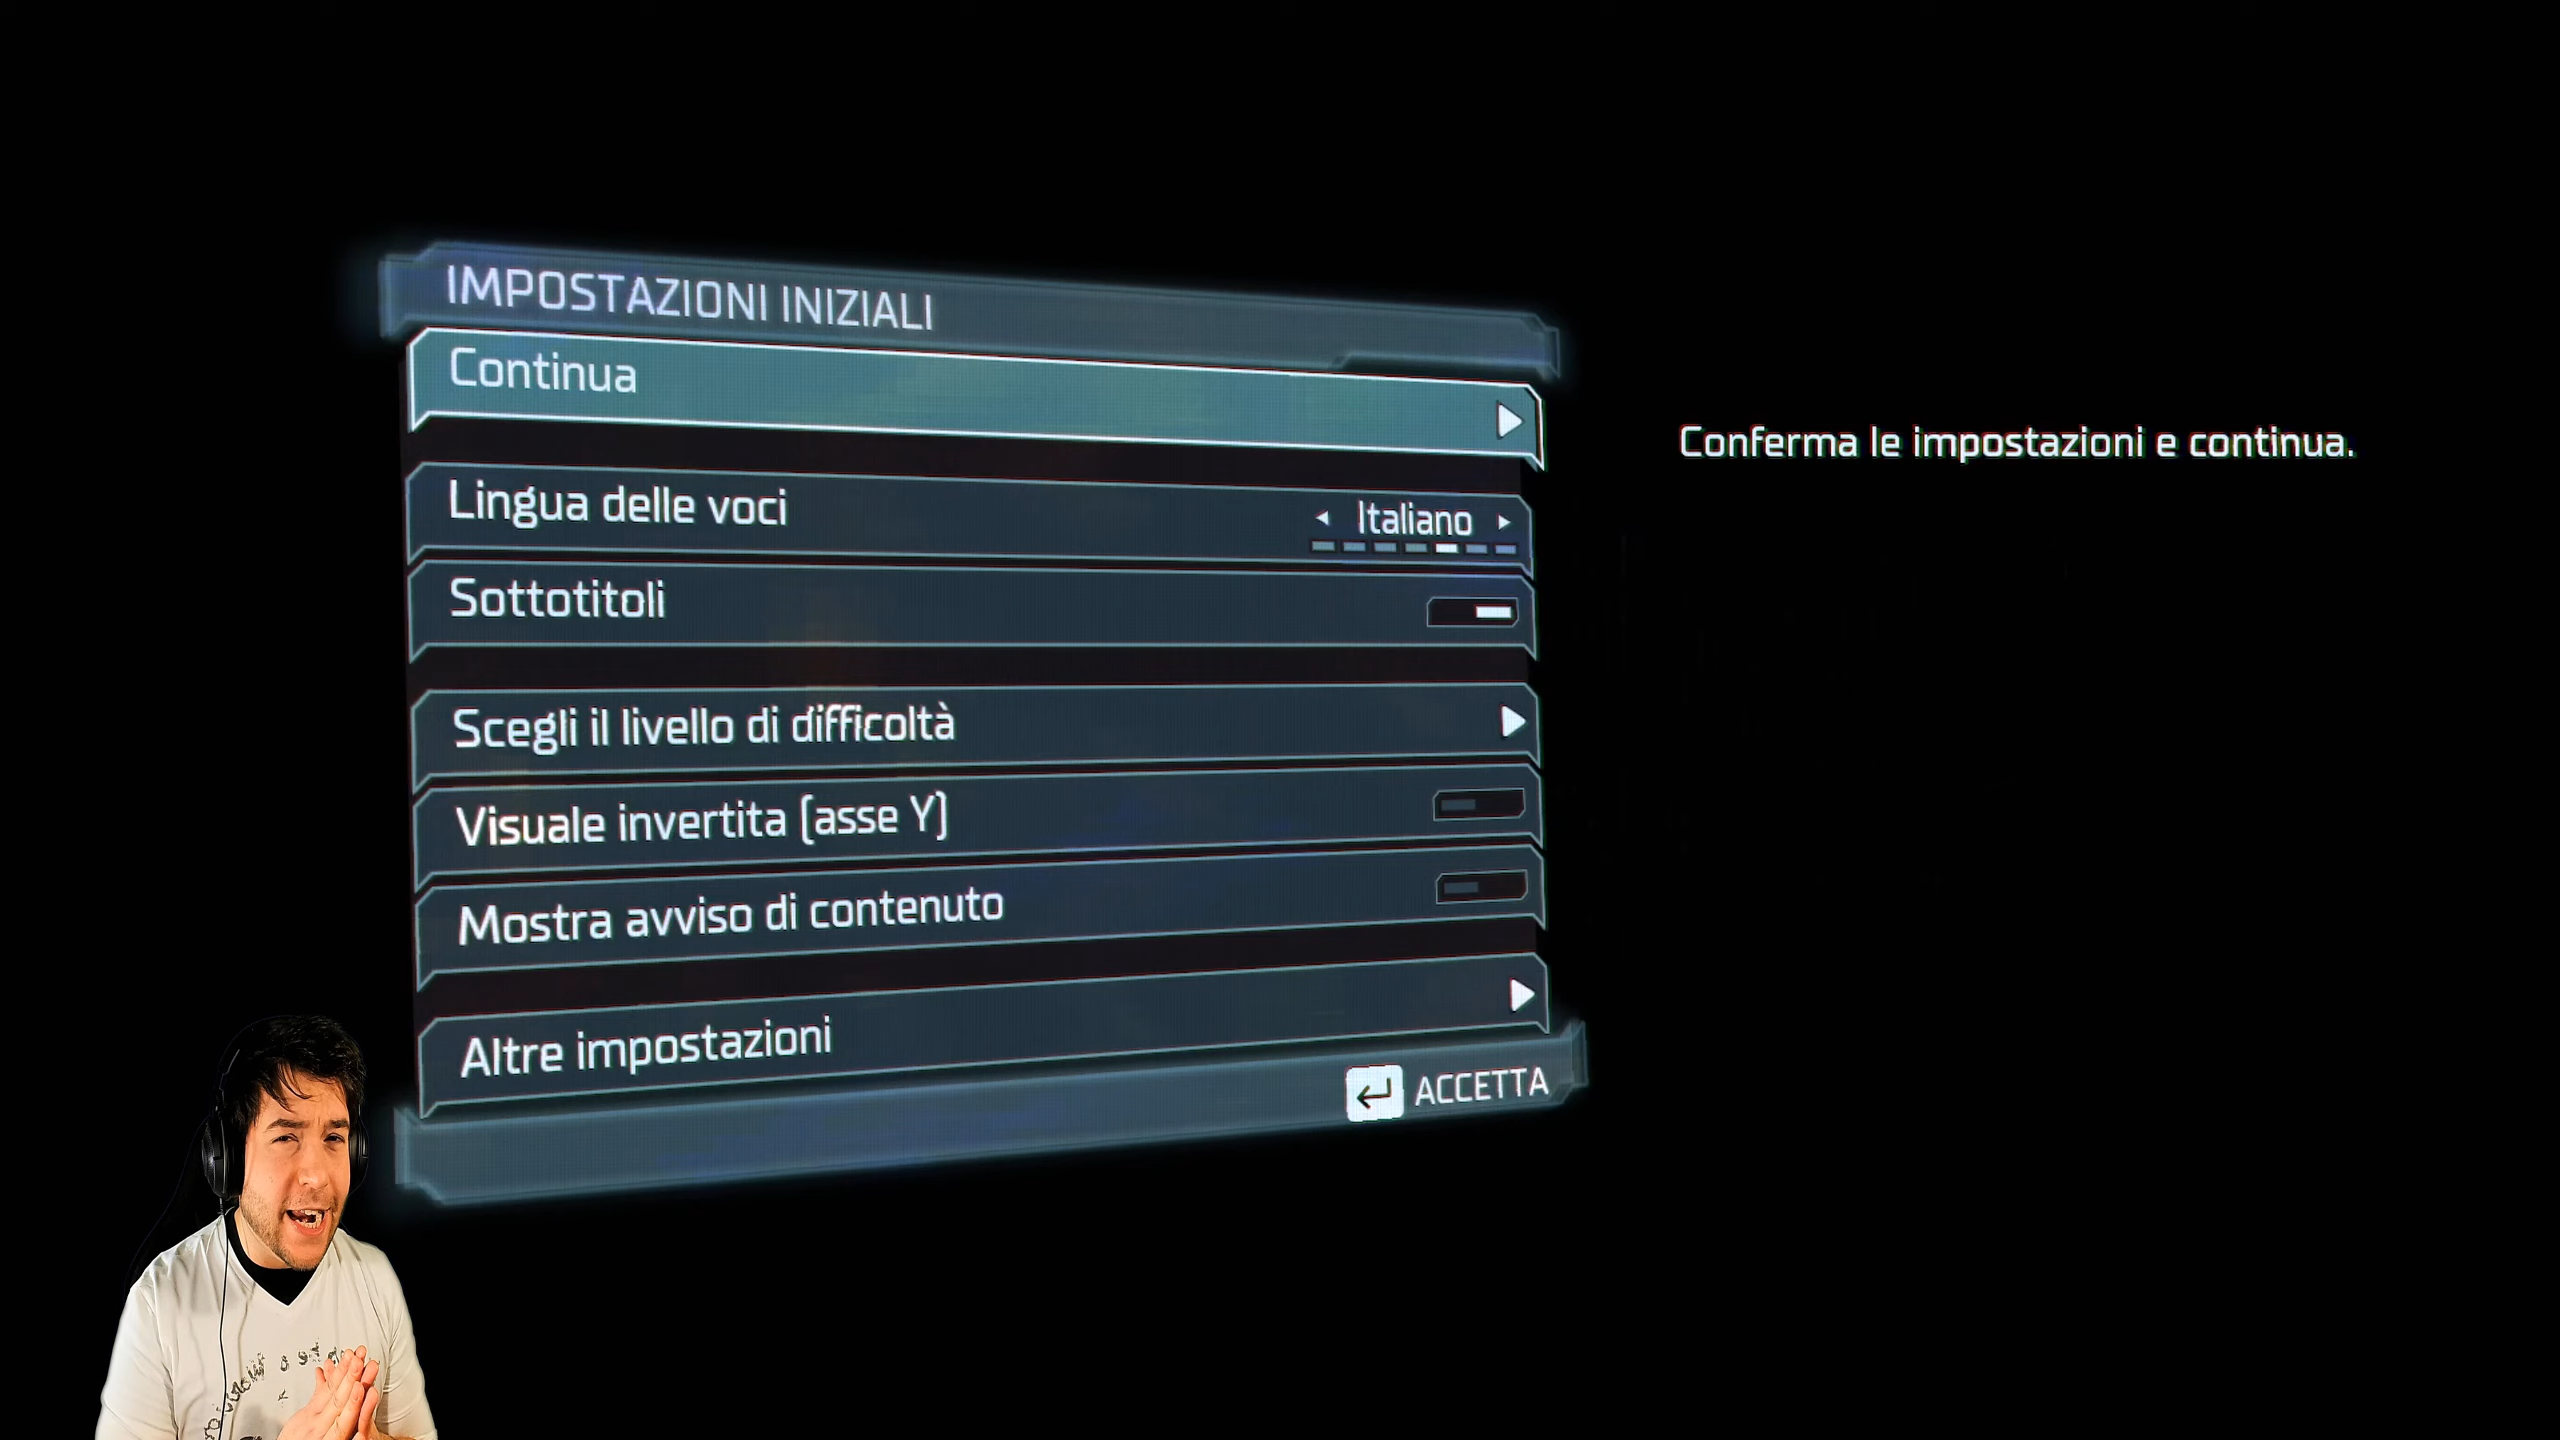 IMPOSTAZIONI INIZIALI
Continua
Conferma le impostazioni e continua.
Lingua delle voci
Italiano
Sottotitoli
Scegli il livello di difficoltà
Visuale invertita (asse Y)
Mostra avviso di contenuto
Altre impostazioni
ACCETTA